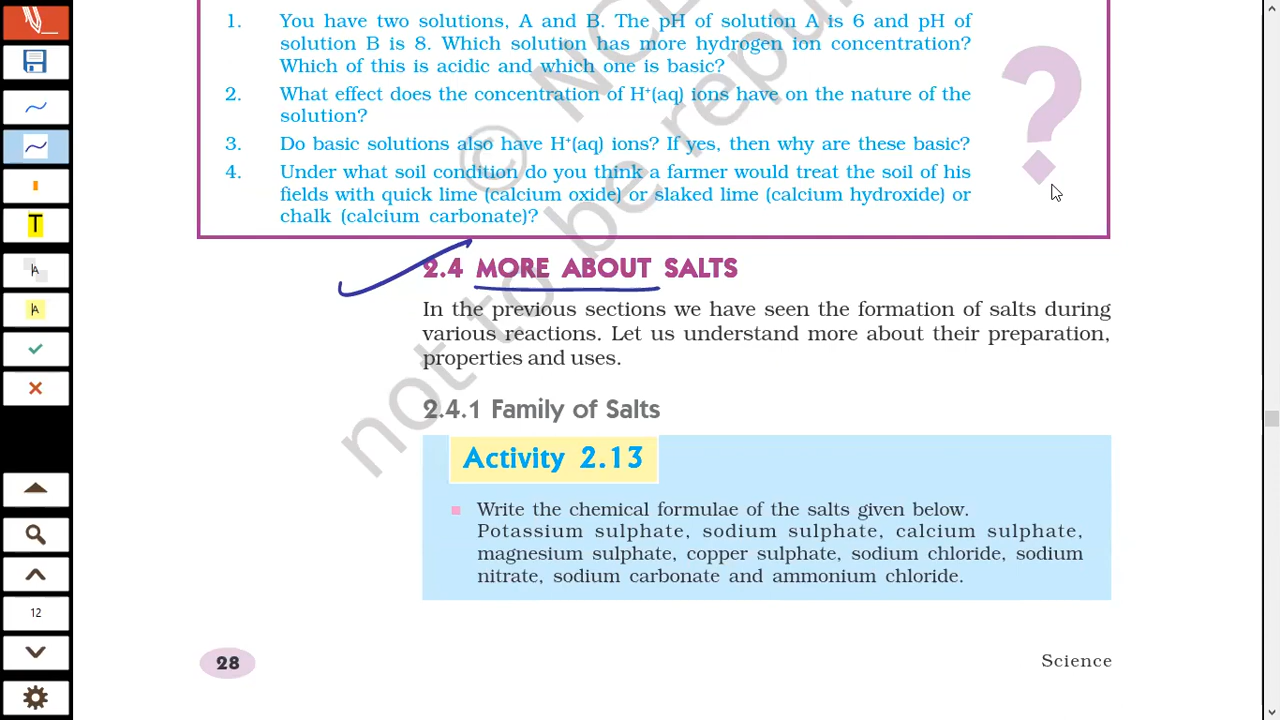 1. You have two solutions, A and B. The pH of solution A is 6 and pH of
solution B is 8. Which solution has more hydrogen ion concentration?
Which of this is acidic and which one is basic?
2. What effect does the concentration of H⁺(aq) ions have on the nature of the
solution?
3. Do basic solutions also have H⁺(aq) ions? If yes, then why are these basic?
4. Under what soil condition do you think a farmer would treat the soil of his
fields with quick lime (calcium oxide) or slaked lime (calcium hydroxide) or
chalk (calcium carbonate)?
?
2.4 MORE ABOUT SALTS
In the previous sections we have seen the formation of salts during
various reactions. Let us understand more about their preparation,
properties and uses.
2.4.1 Family of Salts
Activity 2.13
Write the chemical formulae of the salts given below.
Potassium sulphate, sodium sulphate, calcium sulphate,
magnesium sulphate, copper sulphate, sodium chloride, sodium
nitrate, sodium carbonate and ammonium chloride.
28
Science
© NC
not to be repu
T
A
A
12